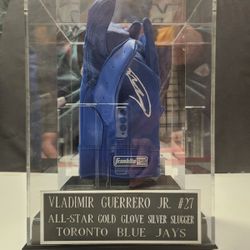 franklin
VLADIMIR GUERRERO JR. #27
ALL-STAR GOLD GLOVE SILVER SLUGGER
TORONTO BLUE JAYS